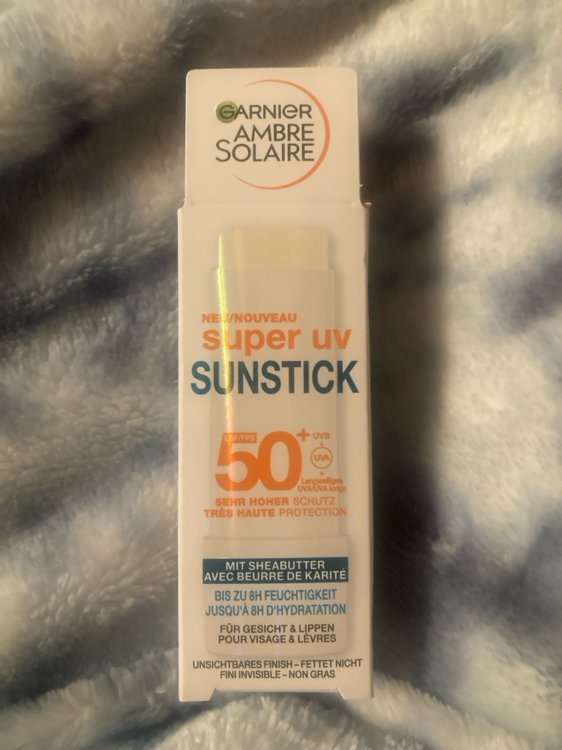 GARNIER
AMBRE
SOLAIRE
NEU/NOUVEAU
super uv
SUNSTICK
LSF/FPS
50+
UVB
+
UVA
+
Langwelliges
UVA/UVA longs
SEHR HOHER SCHUTZ
TRÈS HAUTE PROTECTION
MIT SHEABUTTER
AVEC BEURRE DE KARITÉ
BIS ZU 8H FEUCHTIGKEIT
JUSQU'À 8H D'HYDRATATION
FÜR GESICHT & LIPPEN
POUR VISAGE & LÈVRES
UNSICHTBARES FINISH – FETTET NICHT
FINI INVISIBLE – NON GRAS